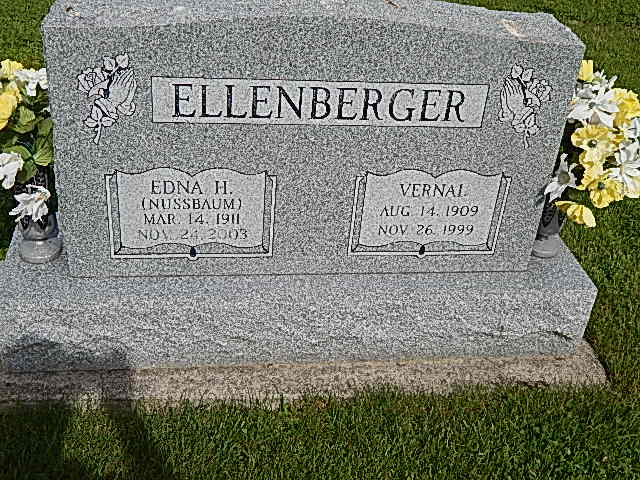 ELLENBERGER
EDNA H.
(NUSSBAUM)
MAR. 14. 1911
NOV. 24. 2003
VERNAL
AUG. 14. 1909
NOV. 26. 1999